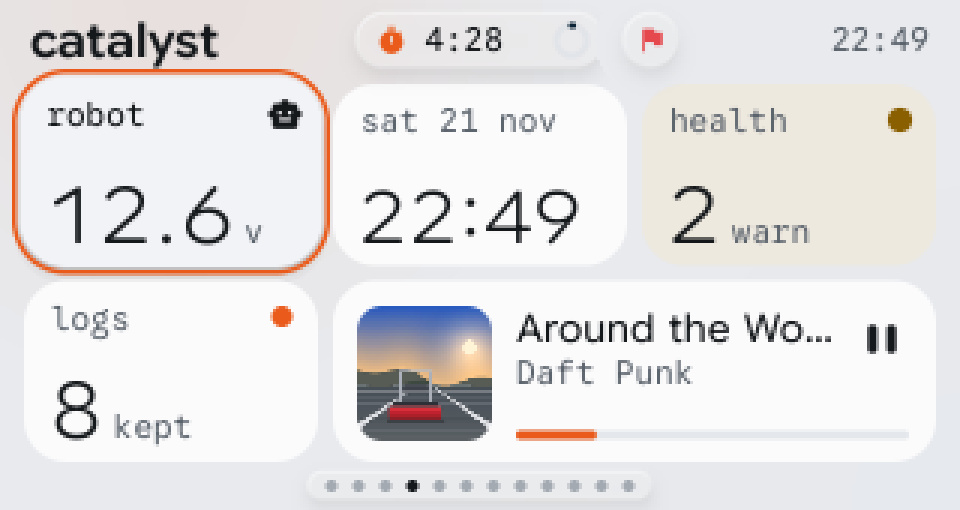 catalyst
4:28
22:49
robot
12.6 v
sat 21 nov
22:49
health
2 warn
logs
8 kept
Around the Wo...
Daft Punk